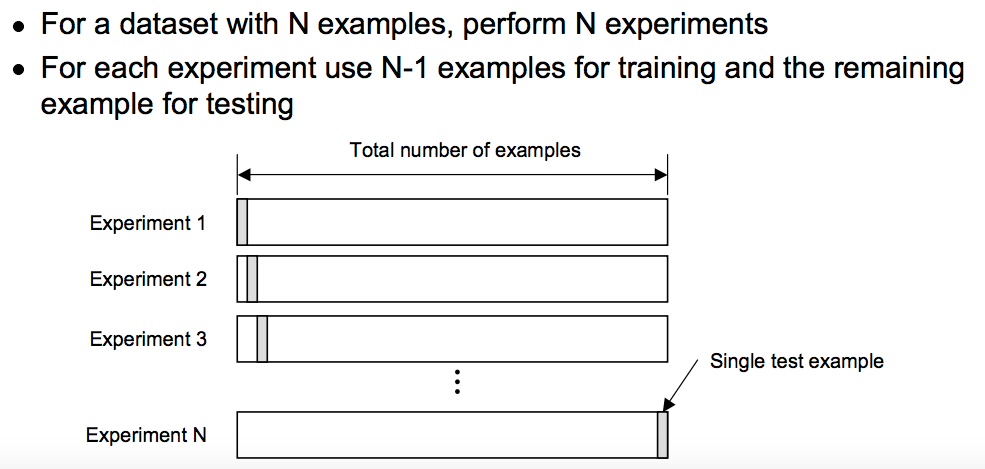 • For a dataset with N examples, perform N experiments
• For each experiment use N-1 examples for training and the remaining
example for testing
Total number of examples
Experiment 1
Experiment 2
Experiment 3
Single test example
Experiment N